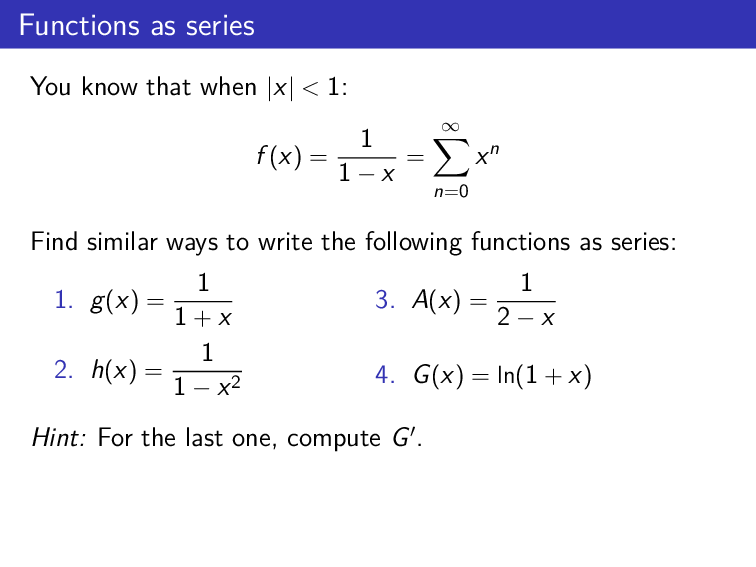 Functions as series
You know that when |x| < 1:
f(x) = \frac{1}{1 − x} = \sum_{n=0}^{∞} x^n
Find similar ways to write the following functions as series:
1. g(x) = \frac{1}{1 + x}
2. h(x) = \frac{1}{1 − x^2}
3. A(x) = \frac{1}{2 − x}
4. G(x) = ln(1 + x)
Hint: For the last one, compute G′.